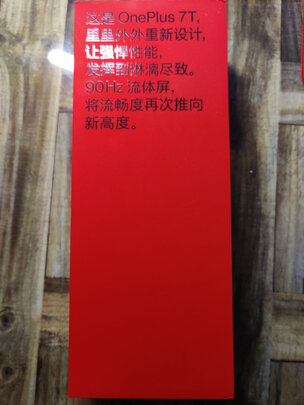 这是 OnePlus 7T,
里里外外重新设计,
让强悍性能,
发挥到淋漓尽致。
90Hz 流体屏,
将流畅度再次推向
新高度。